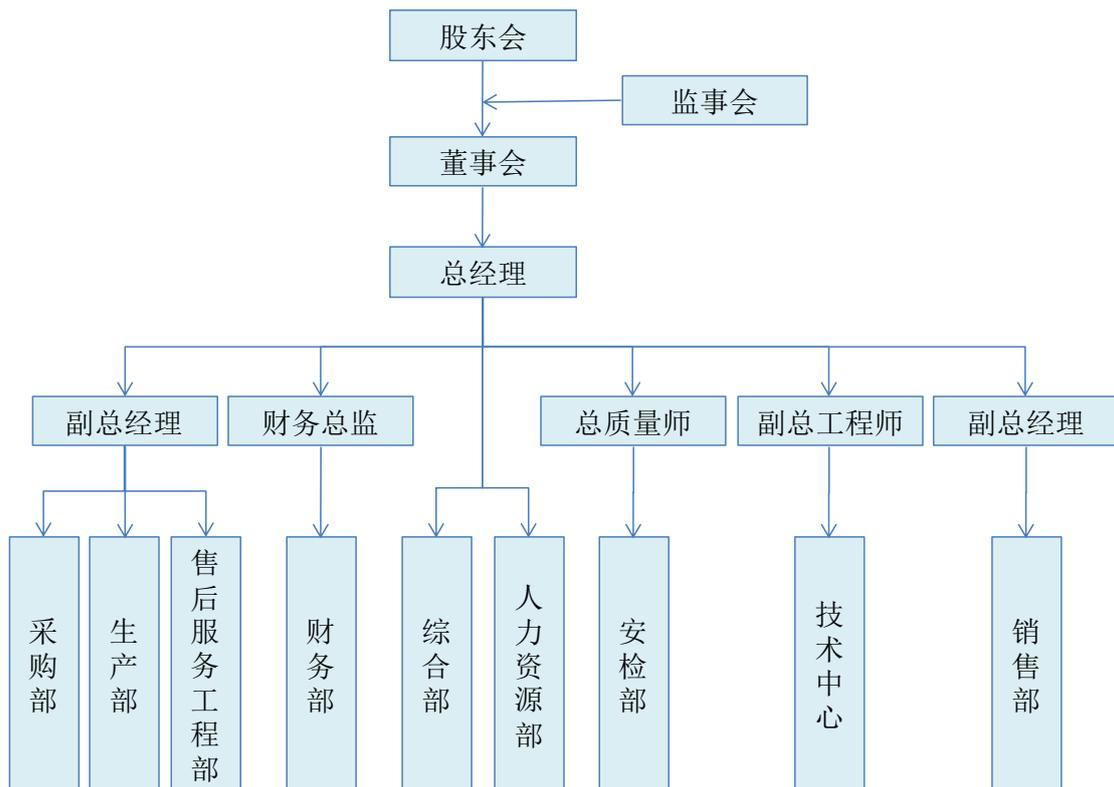 股东会
监事会
董事会
总经理
副总经理
财务总监
总质量师
副总工程师
副总经理
采购部
生产部
售后服务工程部
财务部
综合部
人力资源部
安检部
技术中心
销售部